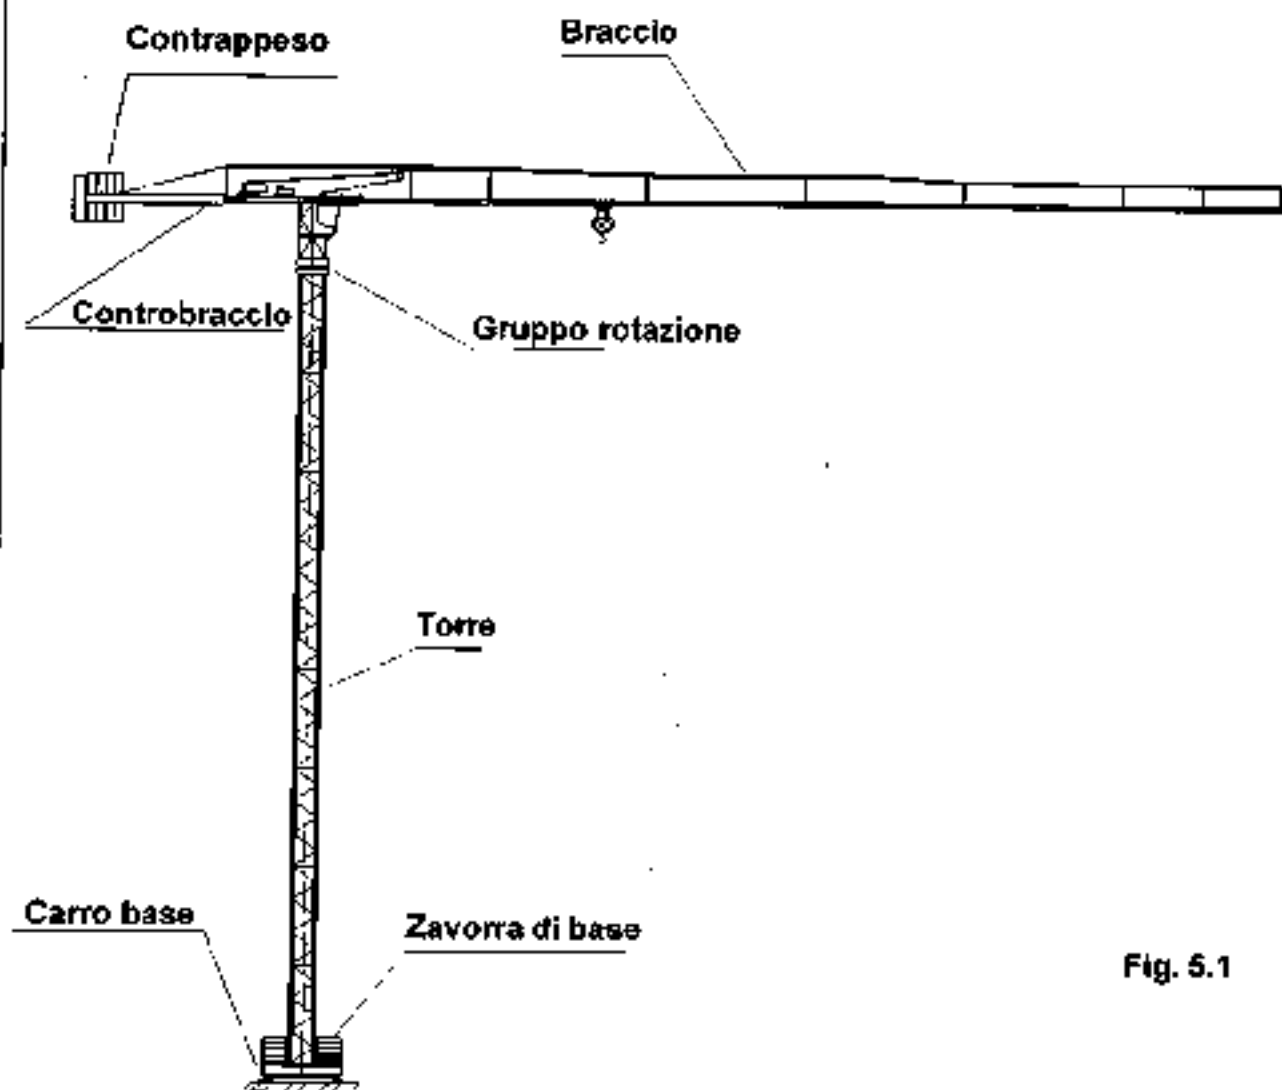 Contrappeso
Braccio
Controbraccio
Gruppo rotazione
Torre
Carro base
Zavorra di base
Fig. 5.1